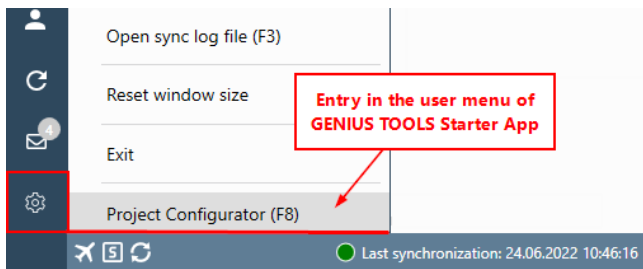 Open sync log file (F3)
Reset window size
Entry in the user menu of
GENIUS TOOLS Starter App
4
Exit
Project Configurator (F8)
S
Last synchronization: 24.06.2022 10:46:16